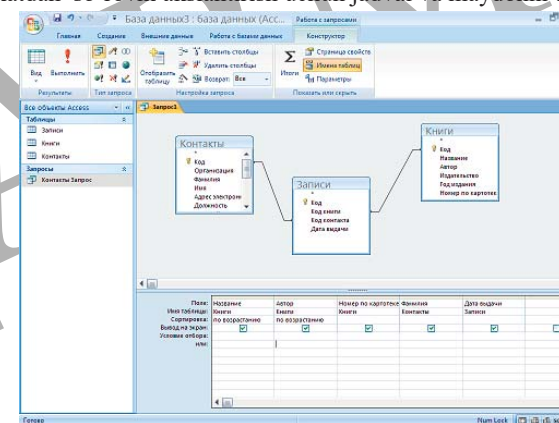 База данных3 : база данных (Acc...
Работа с запросами
Главная Создание Внешние данные Работа с базами данных Конструктор
Вид Выполнить
Отобразить таблицу
Вставить столбцы
Удалить столбцы
Возврат: Все
Итоги
Страница свойств
Имена таблиц
Параметры
Результаты Тип запроса Настройка запроса Показать или скрыть
Все объекты Access
Таблицы
Записи
Книги
Контакты
Запросы
Контакты Запрос
Запрос1
Контакты
*
Код
Организация
Фамилия
Имя
Адрес электрон
Должность
Записи
*
Код
Код книги
Код контакта
Дата выдачи
Книги
*
Код
Название
Автор
Издательство
Год издания
Номер по картотек
Поле: Название Автор Номер по картотеке Фамилия Дата выдачи
Имя таблицы: Книги Книги Книги Контакты Записи
Сортировка: по возрастанию по возрастанию
Вывод на экран:
Условие отбора:
или:
Готово
Num Lock